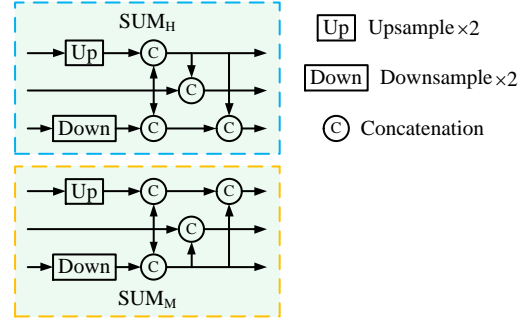 SUM_H
Up C
C
Down C C
Up C C
C
Down C
SUM_M
Up Upsample×2
Down Downsample×2
C Concatenation